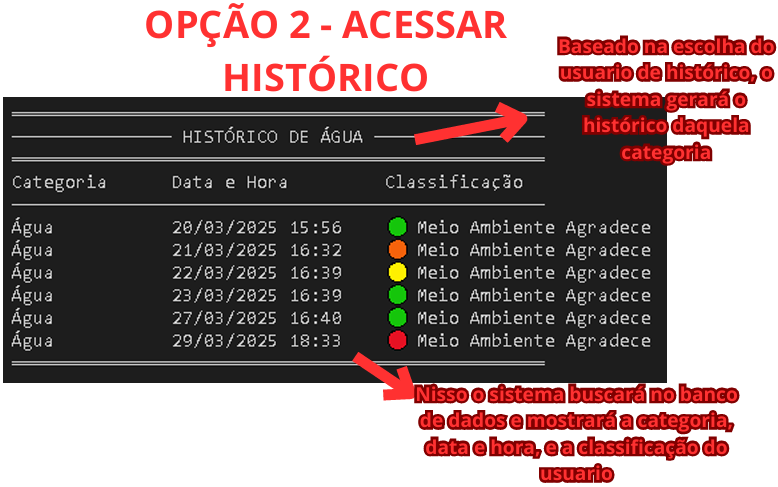 OPÇÃO 2 - ACESSAR
HISTÓRICO
Baseado na escolha do
usuario de histórico, o
sistema gerará o
histórico daquela
categoria
HISTÓRICO DE ÁGUA
Categoria Data e Hora Classificação
Água 20/03/2025 15:56 Meio Ambiente Agradece
Água 21/03/2025 16:32 Meio Ambiente Agradece
Água 22/03/2025 16:39 Meio Ambiente Agradece
Água 23/03/2025 16:39 Meio Ambiente Agradece
Água 27/03/2025 16:40 Meio Ambiente Agradece
Água 29/03/2025 18:33 Meio Ambiente Agradece
Nisso o sistema buscará no banco
de dados e mostrará a categoria,
data e hora, e a classificação do
usuario